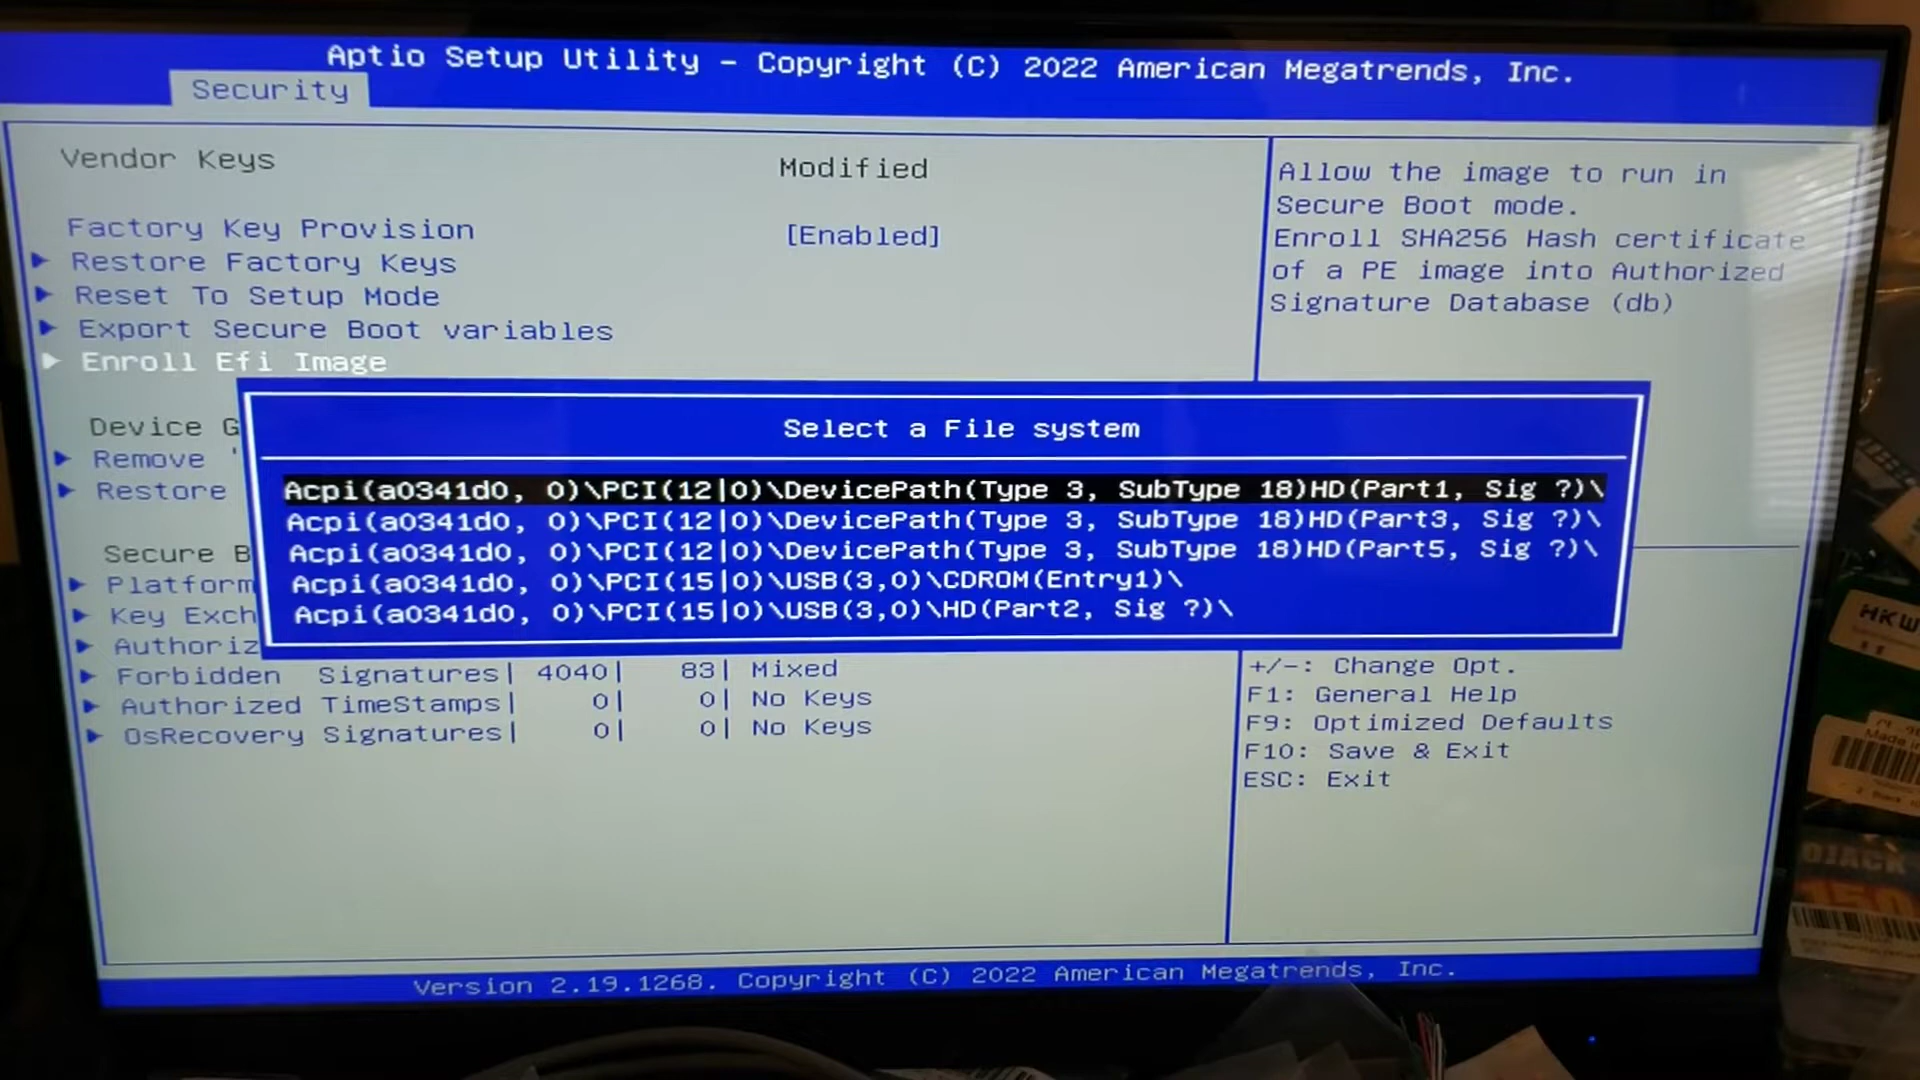 Aptio Setup Utility – Copyright (C) 2022 American Megatrends, Inc.
Security
Vendor Keys Modified
Factory Key Provision [Enabled]
Restore Factory Keys
Reset To Setup Mode
Export Secure Boot variables
Enroll Efi Image
Device G
Remove '
Restore
Secure B
Platform
Key Exch
Authoriz
Forbidden Signatures| 4040| 83| Mixed
Authorized TimeStamps| 0| 0| No Keys
OsRecovery Signatures| 0| 0| No Keys
Allow the image to run in
Secure Boot mode.
Enroll SHA256 Hash certificate
of a PE image into Authorized
Signature Database (db)
Select a File system
Acpi(a0341d0, 0)\PCI(12|0)\DevicePath(Type 3, SubType 18)HD(Part1, Sig ?)\
Acpi(a0341d0, 0)\PCI(12|0)\DevicePath(Type 3, SubType 18)HD(Part3, Sig ?)\
Acpi(a0341d0, 0)\PCI(12|0)\DevicePath(Type 3, SubType 18)HD(Part5, Sig ?)\
Acpi(a0341d0, 0)\PCI(15|0)\USB(3,0)\CDROM(Entry1)\
Acpi(a0341d0, 0)\PCI(15|0)\USB(3,0)\HD(Part2, Sig ?)\
+/-: Change Opt.
F1: General Help
F9: Optimized Defaults
F10: Save & Exit
ESC: Exit
Version 2.19.1268. Copyright (C) 2022 American Megatrends, Inc.
HKW
Made in